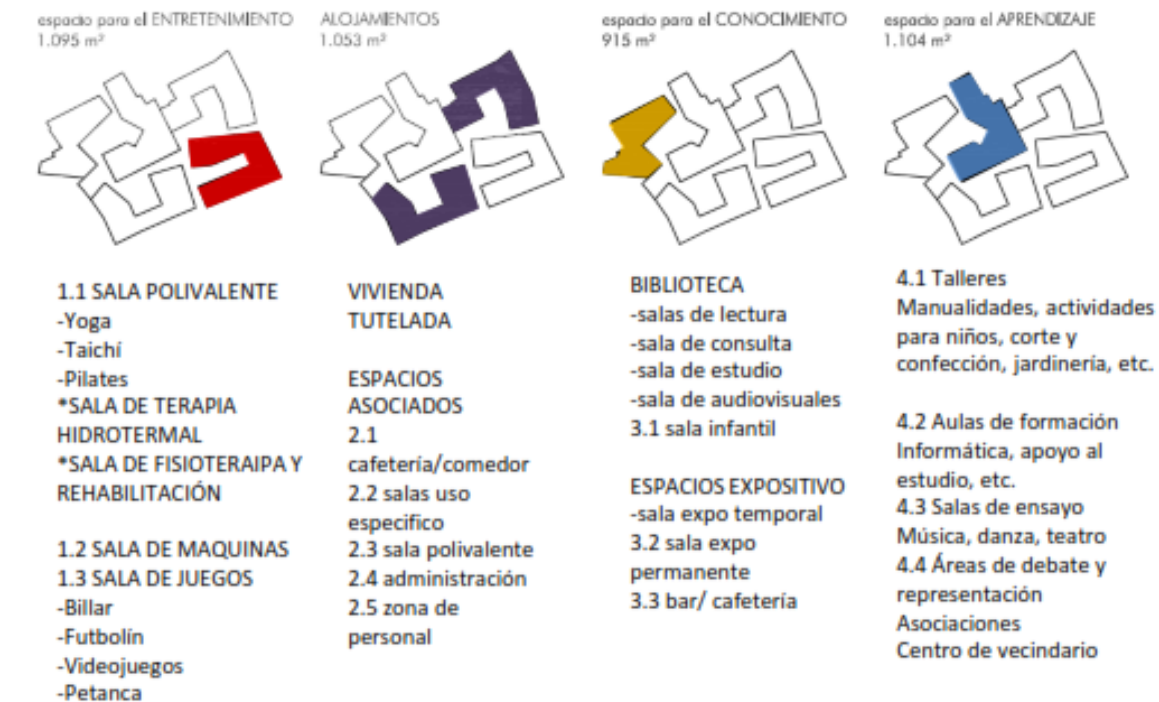 espacio para el ENTRETENIMIENTO
1.095 m²
1.1 SALA POLIVALENTE
-Yoga
-Taichí
-Pilates
*SALA DE TERAPIA
HIDROTERMAL
*SALA DE FISIOTERAIPA Y
REHABILITACIÓN
1.2 SALA DE MAQUINAS
1.3 SALA DE JUEGOS
-Billar
-Futbolín
-Videojuegos
-Petanca
ALOJAMIENTOS
1.053 m²
VIVIENDA
TUTELADA
ESPACIOS
ASOCIADOS
2.1
cafetería/comedor
2.2 salas uso
especifico
2.3 sala polivalente
2.4 administración
2.5 zona de
personal
espacio para el CONOCIMIENTO
915 m²
BIBLIOTECA
-salas de lectura
-sala de consulta
-sala de estudio
-sala de audiovisuales
3.1 sala infantil
ESPACIOS EXPOSITIVO
-sala expo temporal
3.2 sala expo
permanente
3.3 bar/ cafetería
espacio para el APRENDIZAJE
1.104 m²
4.1 Talleres
Manualidades, actividades
para niños, corte y
confección, jardinería, etc.
4.2 Aulas de formación
Informática, apoyo al
estudio, etc.
4.3 Salas de ensayo
Música, danza, teatro
4.4 Áreas de debate y
representación
Asociaciones
Centro de vecindario